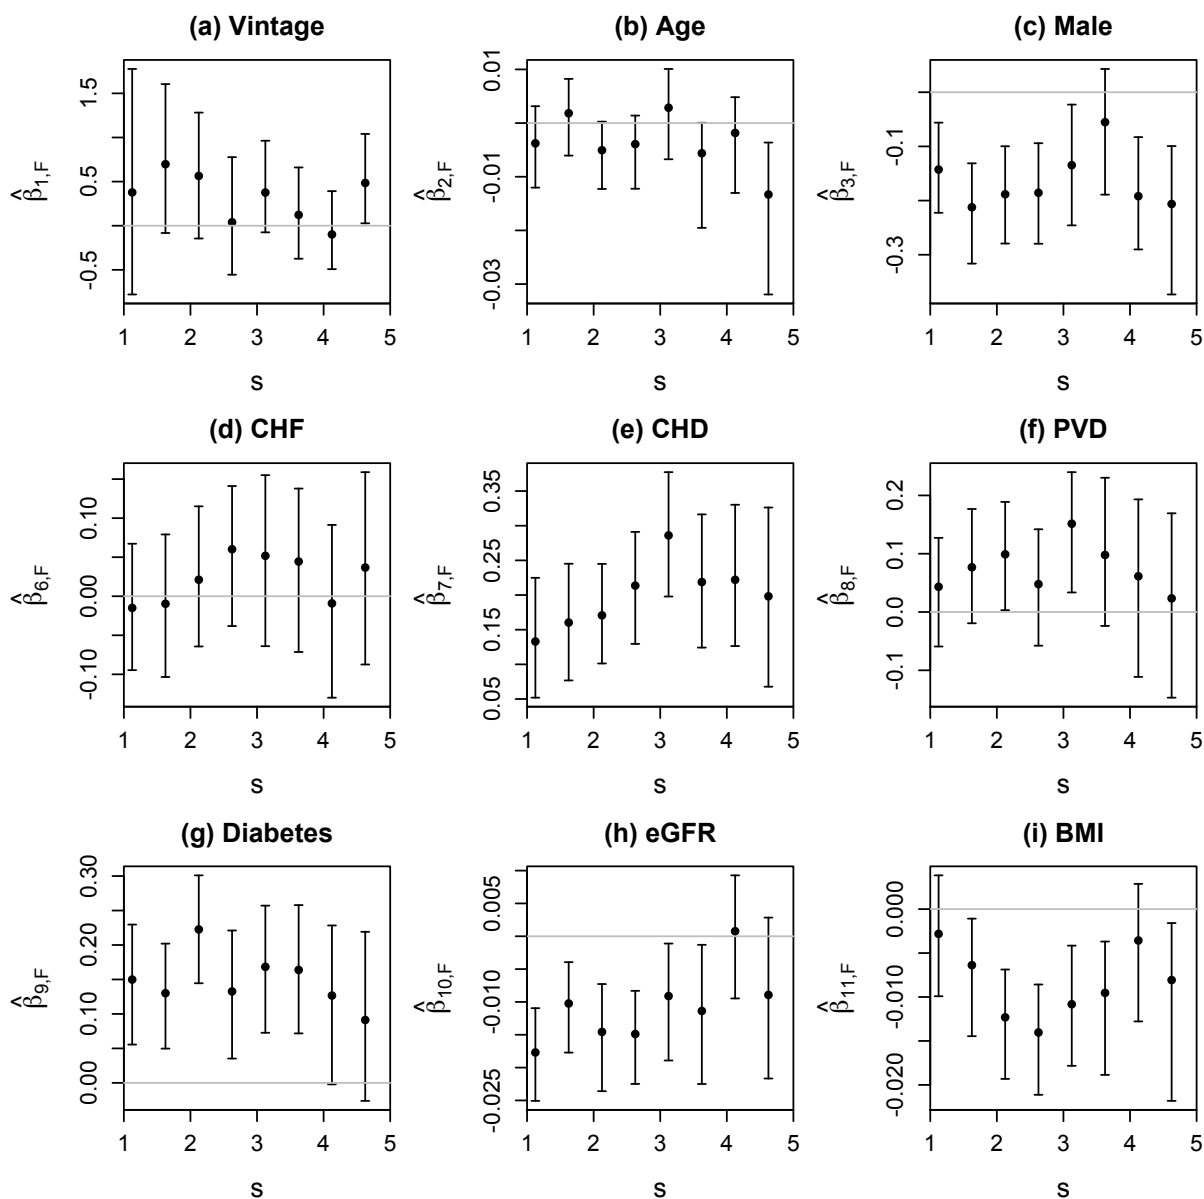 (a) Vintage
(b) Age
(c) Male
1.5
0.5
-0.5
0.01
-0.01
-0.03
-0.1
-0.3
β̂1,F
β̂2,F
β̂3,F
1 2 3 4 5
1 2 3 4 5
1 2 3 4 5
s
s
s
(d) CHF
(e) CHD
(f) PVD
0.10
0.00
-0.10
0.35
0.25
0.15
0.05
0.2
0.1
0.0
-0.1
β̂6,F
β̂7,F
β̂8,F
1 2 3 4 5
1 2 3 4 5
1 2 3 4 5
s
s
s
(g) Diabetes
(h) eGFR
(i) BMI
0.30
0.20
0.10
0.00
0.005
-0.010
-0.025
0.000
-0.010
-0.020
β̂9,F
β̂10,F
β̂11,F
1 2 3 4 5
1 2 3 4 5
1 2 3 4 5
s
s
s